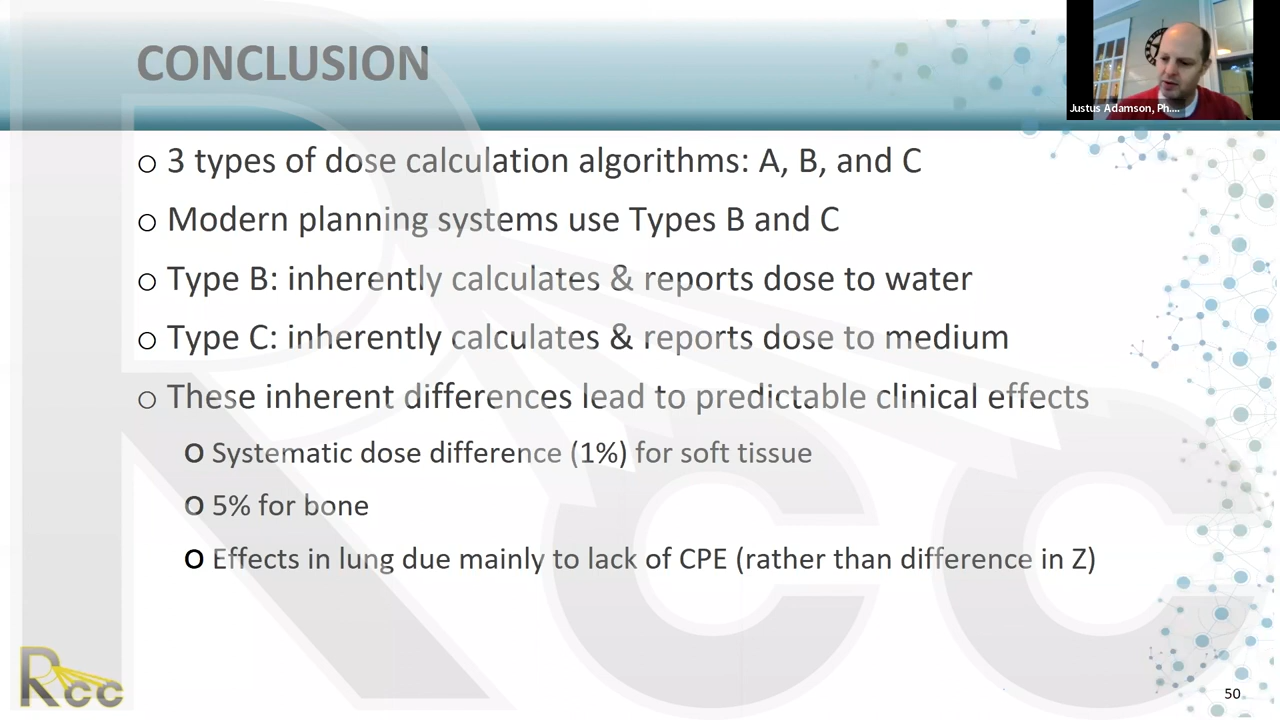 CONCLUSION
Justus Adamson, Ph....
o 3 types of dose calculation algorithms: A, B, and C
o Modern planning systems use Types B and C
o Type B: inherently calculates & reports dose to water
o Type C: inherently calculates & reports dose to medium
o These inherent differences lead to predictable clinical effects
o Systematic dose difference (1%) for soft tissue
o 5% for bone
o Effects in lung due mainly to lack of CPE (rather than difference in Z)
Rcc
Rcc
50